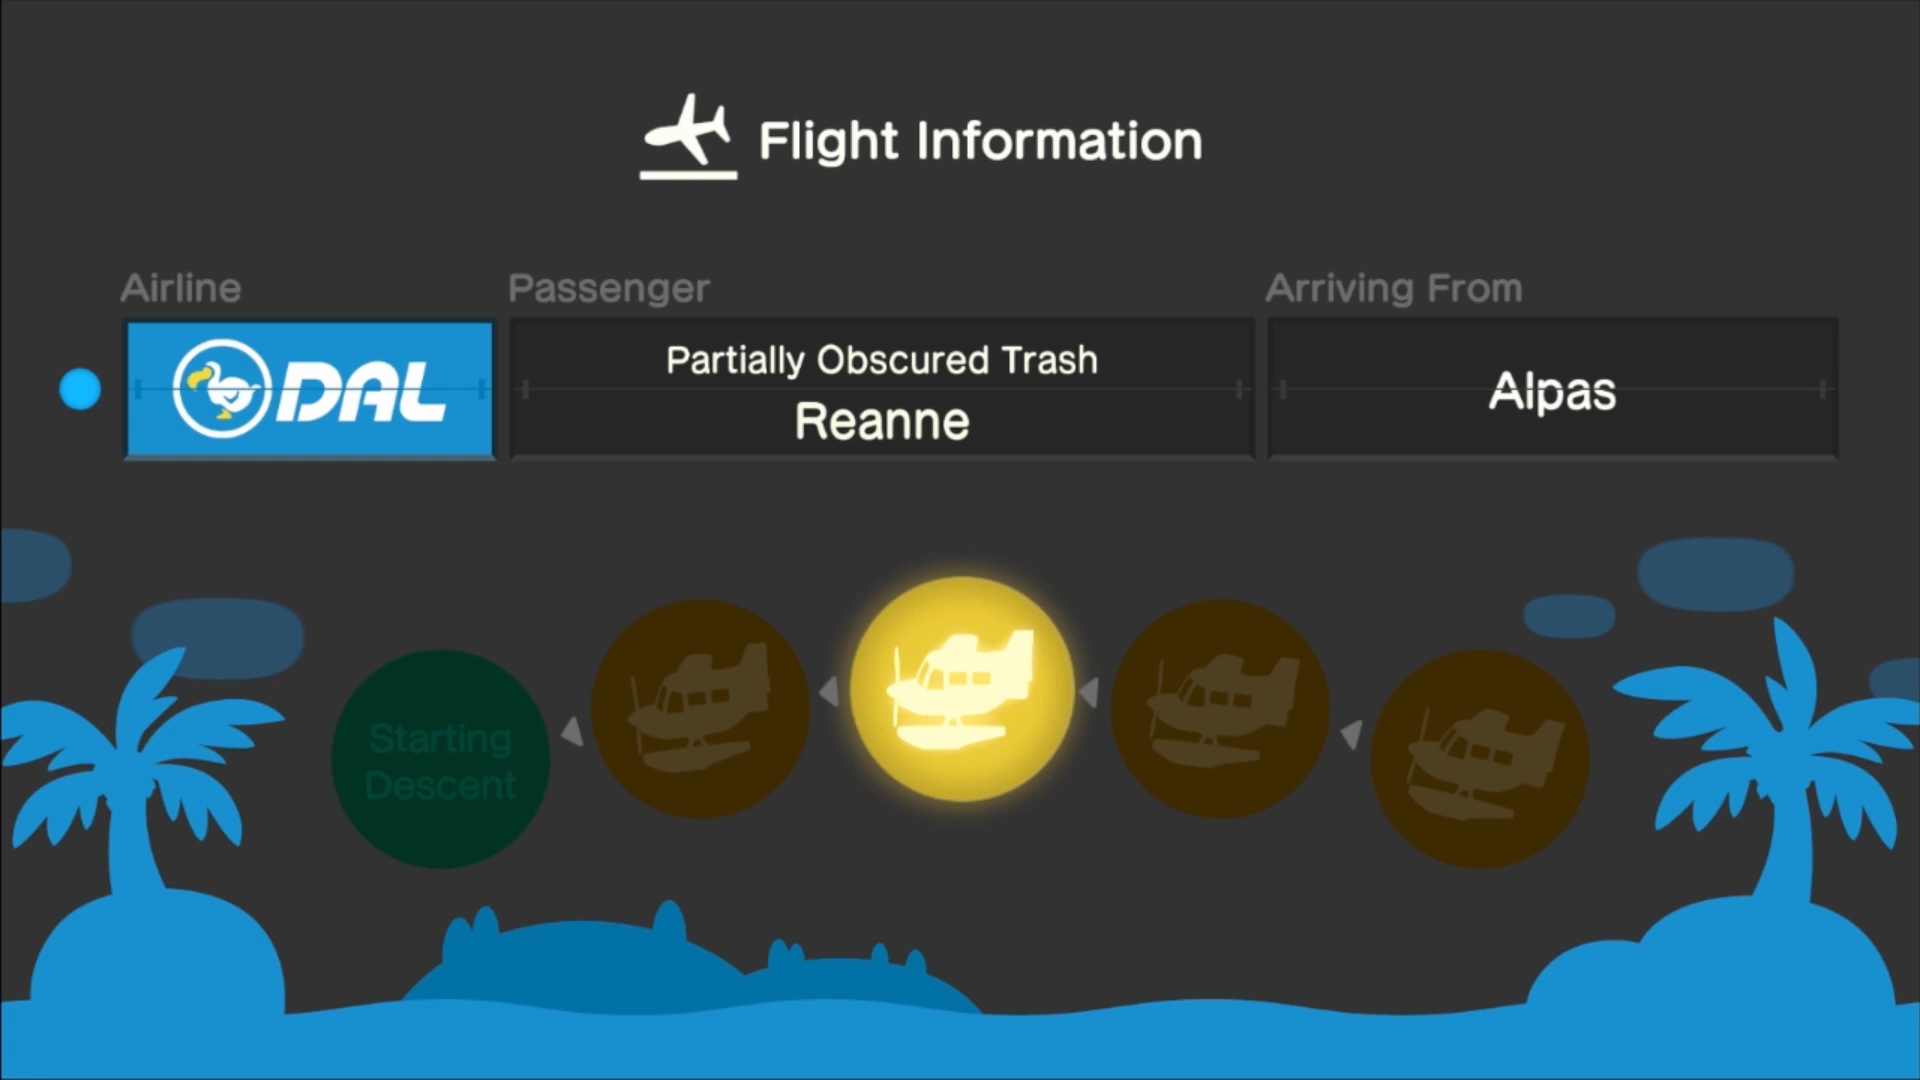 Flight Information
Airline
Passenger
Arriving From
DAL
Partially Obscured Trash
Reanne
Alpas
Starting
Descent